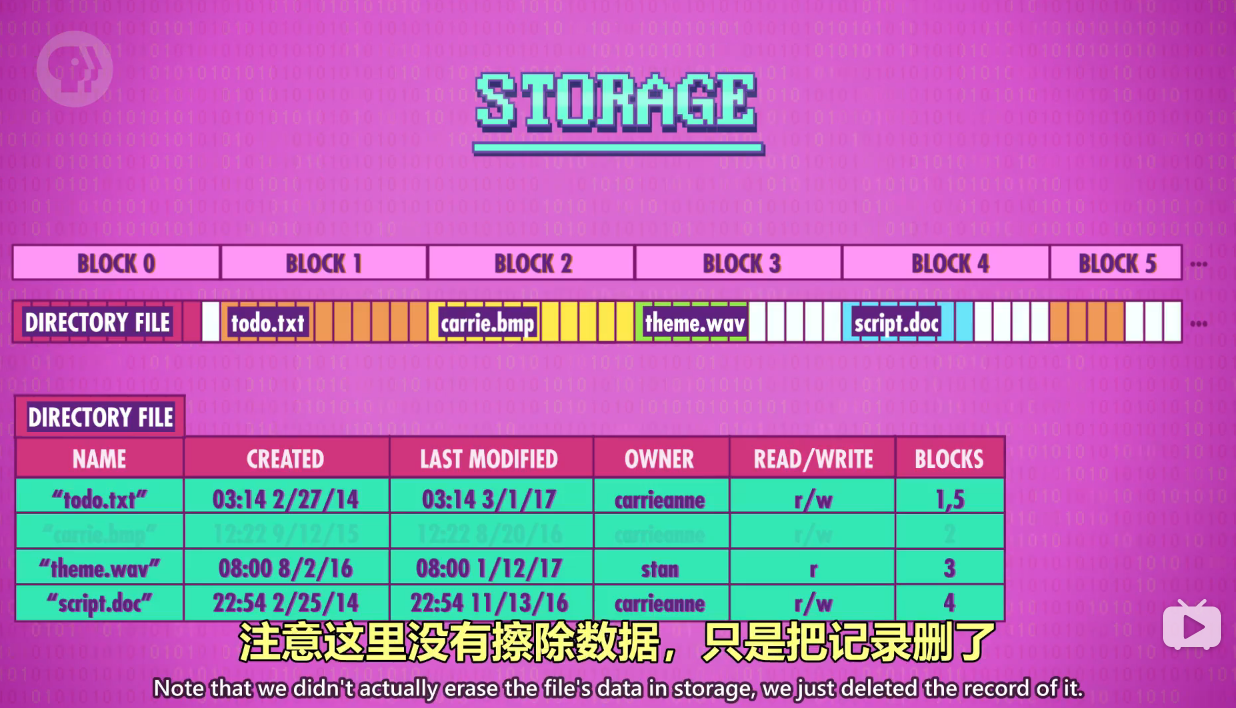 STORAGE
BLOCK 0 BLOCK 1 BLOCK 2 BLOCK 3 BLOCK 4 BLOCK 5 ...
DIRECTORY FILE todo.txt carrie.bmp theme.wav script.doc ...
DIRECTORY FILE
NAME CREATED LAST MODIFIED OWNER READ/WRITE BLOCKS
“todo.txt” 03:14 2/27/14 03:14 3/1/17 carrieanne r/w 1,5
“carrie.bmp” 12:22 9/12/15 12:22 8/20/16 carrieanne r/w 2
“theme.wav” 08:00 8/2/16 08:00 1/12/17 stan r 3
“script.doc” 22:54 2/25/14 22:54 11/13/16 carrieanne r/w 4
注意这里没有擦除数据，只是把记录删了
Note that we didn't actually erase the file's data in storage, we just deleted the record of it.